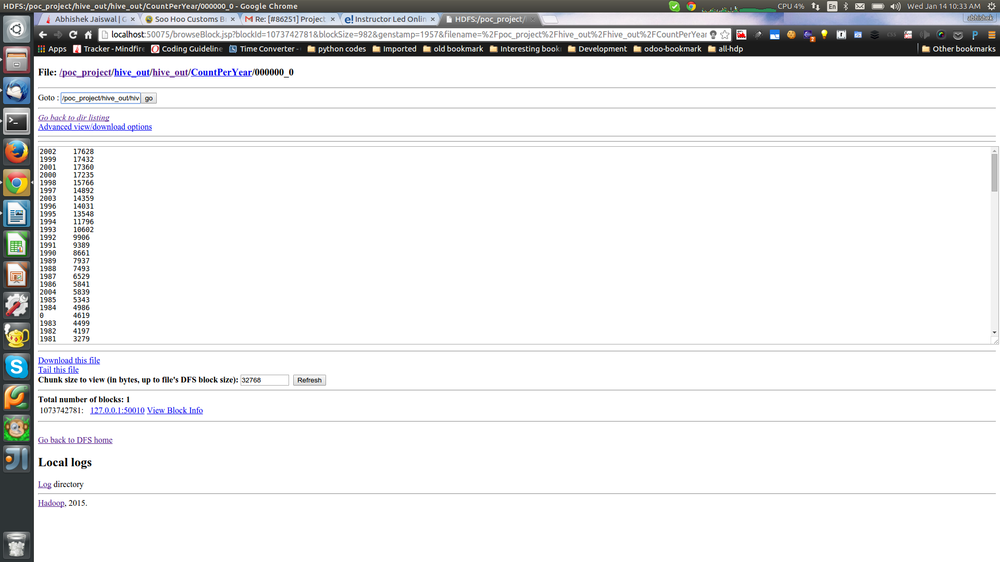 HDFS:/poc_project/hive_out/hive_out/CountPerYear/000000_0 - Google Chrome
CPU 4% En Wed Jan 14 10:33 AM
Abhishek Jaiswal | G × Soo Hoo Customs B × Re: [#86251] Project × Instructor Led Onlin × HDFS:/poc_project/ × abhishek
localhost:50075/browseBlock.jsp?blockId=1073742781&blockSize=982&genstamp=1957&filename=%2Fpoc_project%2Fhive_out%2Fhive_out%2FCountPerYear
Apps Tracker - Mindfire Coding Guideline Time Converter - python codes Imported old bookmark Interesting book Development odoo-bookmark all-hdp Other bookmarks
File: /poc_project/hive_out/hive_out/CountPerYear/000000_0
Goto : /poc_project/hive_out/hiv go
Go back to dir listing
Advanced view/download options
2002 17628
1999 17432
2001 17360
2000 17235
1998 15766
1997 14892
2003 14359
1996 14031
1995 13548
1994 11796
1993 10602
1992 9906
1991 9389
1990 8661
1989 7937
1988 7493
1987 6529
1986 5841
2004 5839
1985 5343
1984 4986
0 4619
1983 4499
1982 4197
1981 3279
Download this file
Tail this file
Chunk size to view (in bytes, up to file's DFS block size): 32768 Refresh
Total number of blocks: 1
1073742781: 127.0.0.1:50010 View Block Info
Go back to DFS home
Local logs
Log directory
Hadoop, 2015.